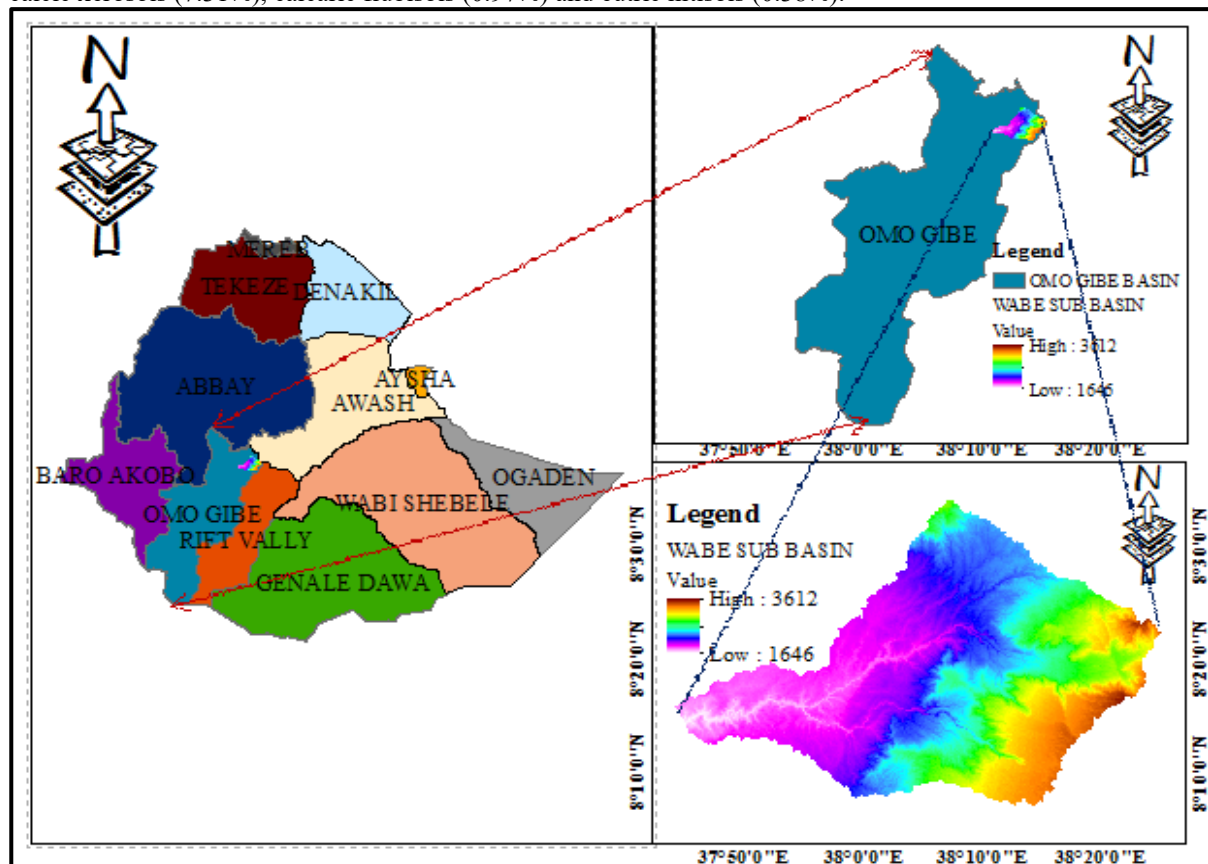 N
MEREB
TEKEZE
DENAKIL
ABBAY
AYSHA
AWASH
BARO AKOBO
OGADEN
WABI SHEBELE
OMO GIBE
RIFT VALLY
GENALE DAWA
N
OMO GIBE
Legend
OMO GIBE BASIN
WABE SUB BASIN
Value
High : 3612
Low : 1646
37°50'0"E 38°0'0"E 38°10'0"E 38°20'0"E
N
Legend
WABE SUB BASIN
Value
High : 3612
Low : 1646
8°30'0"N
8°20'0"N
8°10'0"N
8°30'0"N
8°20'0"N
8°10'0"N
37°50'0"E 38°0'0"E 38°10'0"E 38°20'0"E